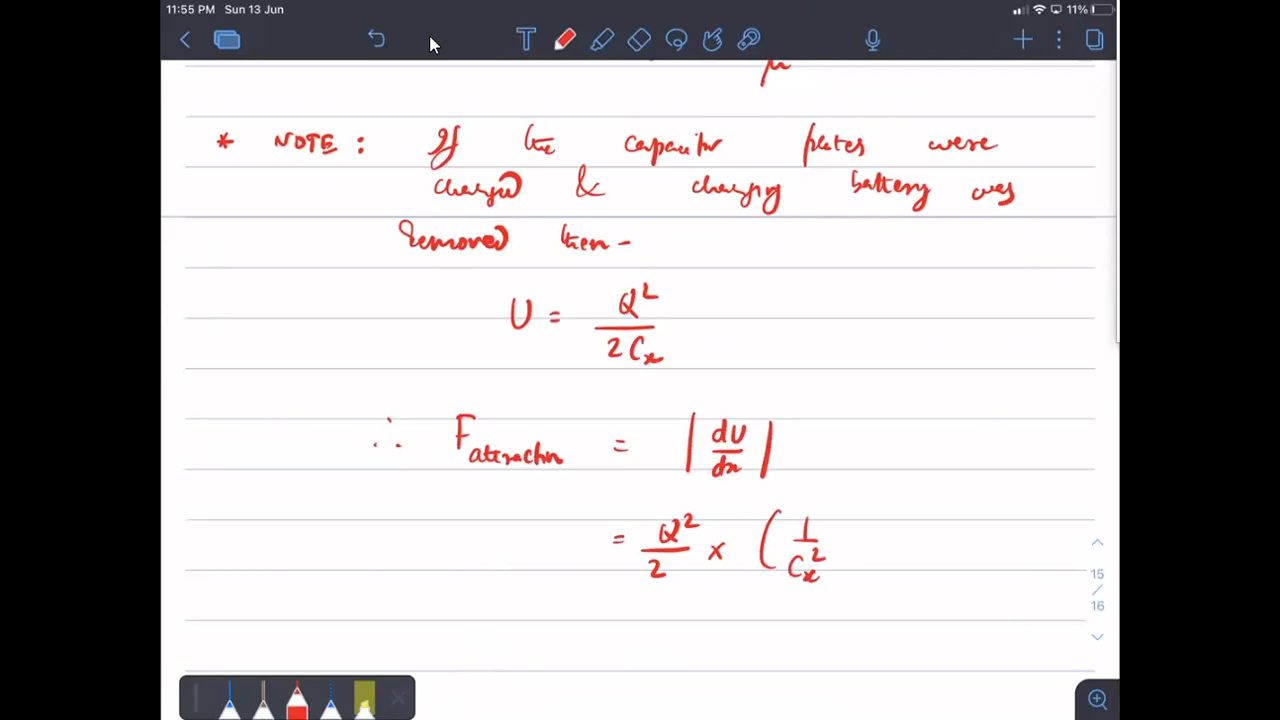 11:55 PM Sun 13 Jun 11%
T
μ
* NOTE : If the capacitor plates were
charged & charging battery was
removed then -
U = Q² / 2Cₓ
∴ F attraction = | dU/dx |
= Q²/2 × ( 1/Cₓ²
15
/
16